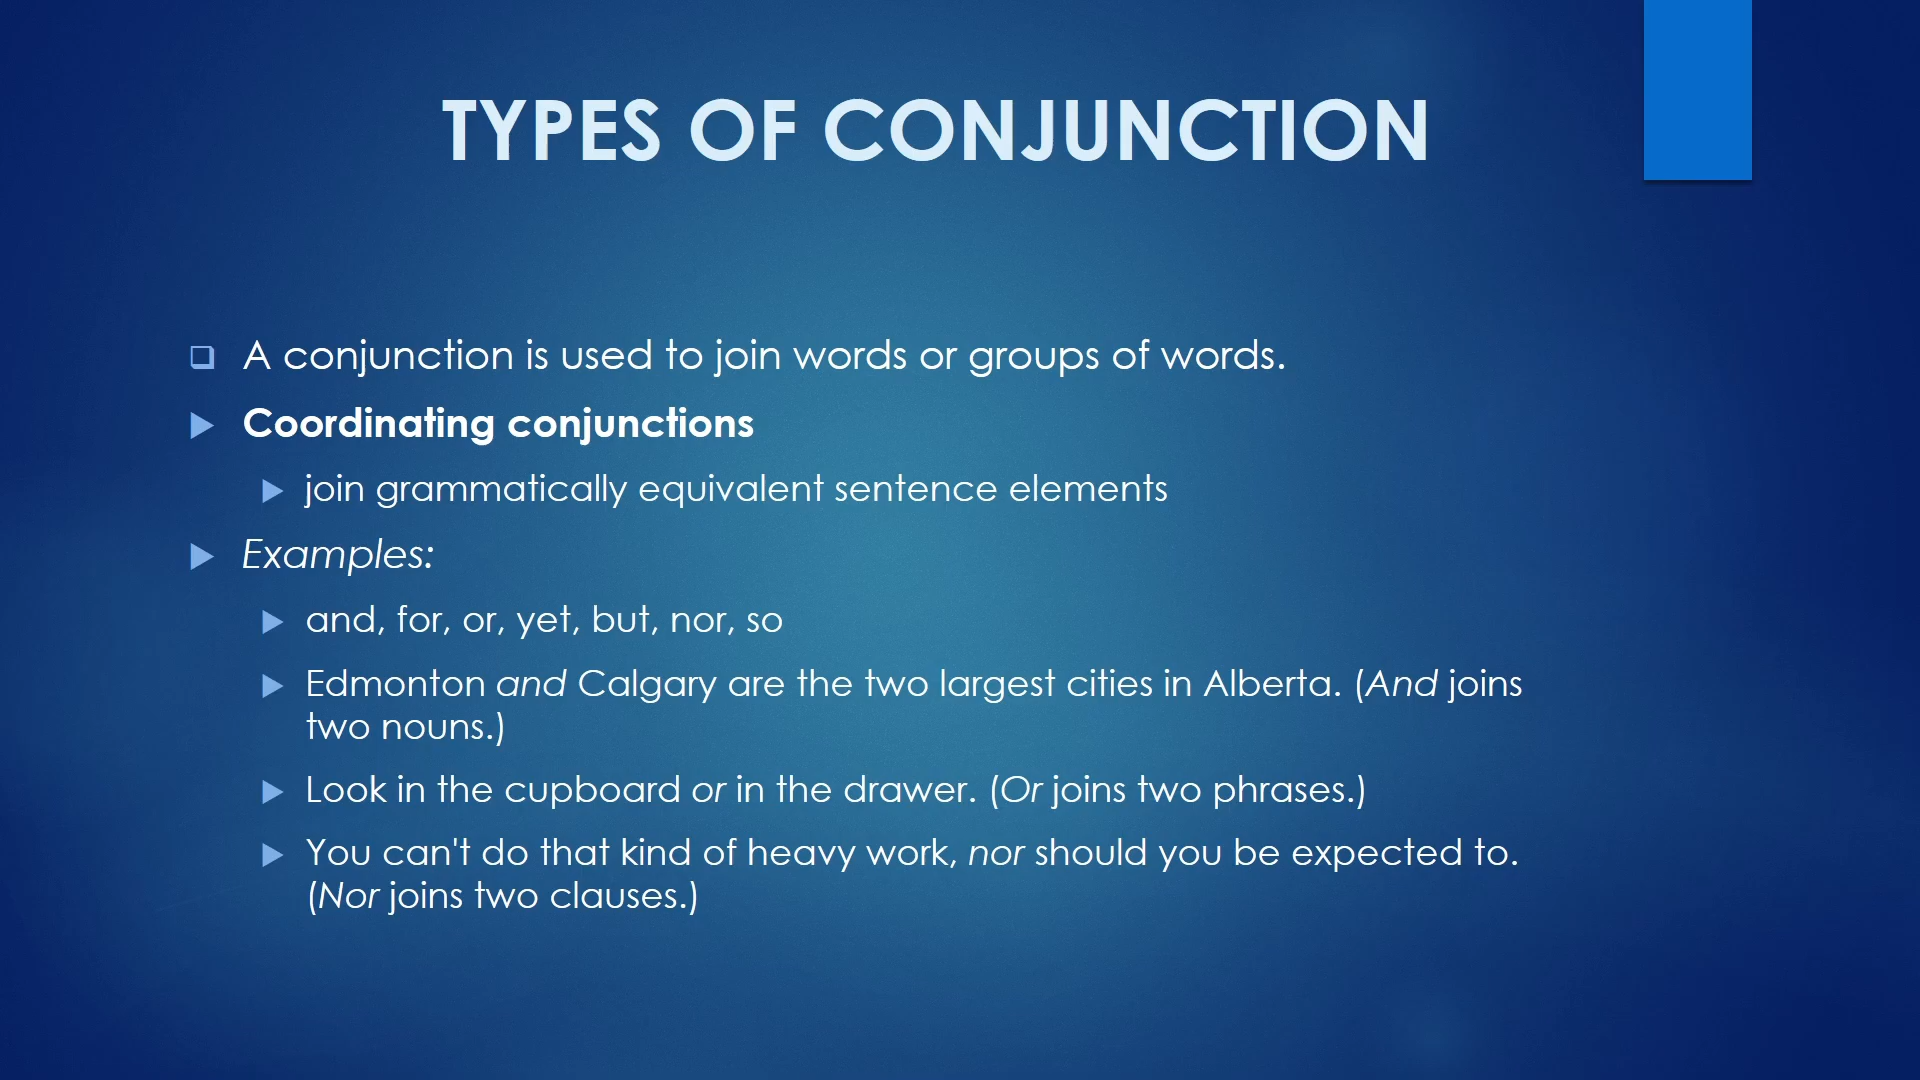 TYPES OF CONJUNCTION
A conjunction is used to join words or groups of words.
Coordinating conjunctions
join grammatically equivalent sentence elements
Examples:
and, for, or, yet, but, nor, so
Edmonton and Calgary are the two largest cities in Alberta. (And joins
two nouns.)
Look in the cupboard or in the drawer. (Or joins two phrases.)
You can't do that kind of heavy work, nor should you be expected to.
(Nor joins two clauses.)